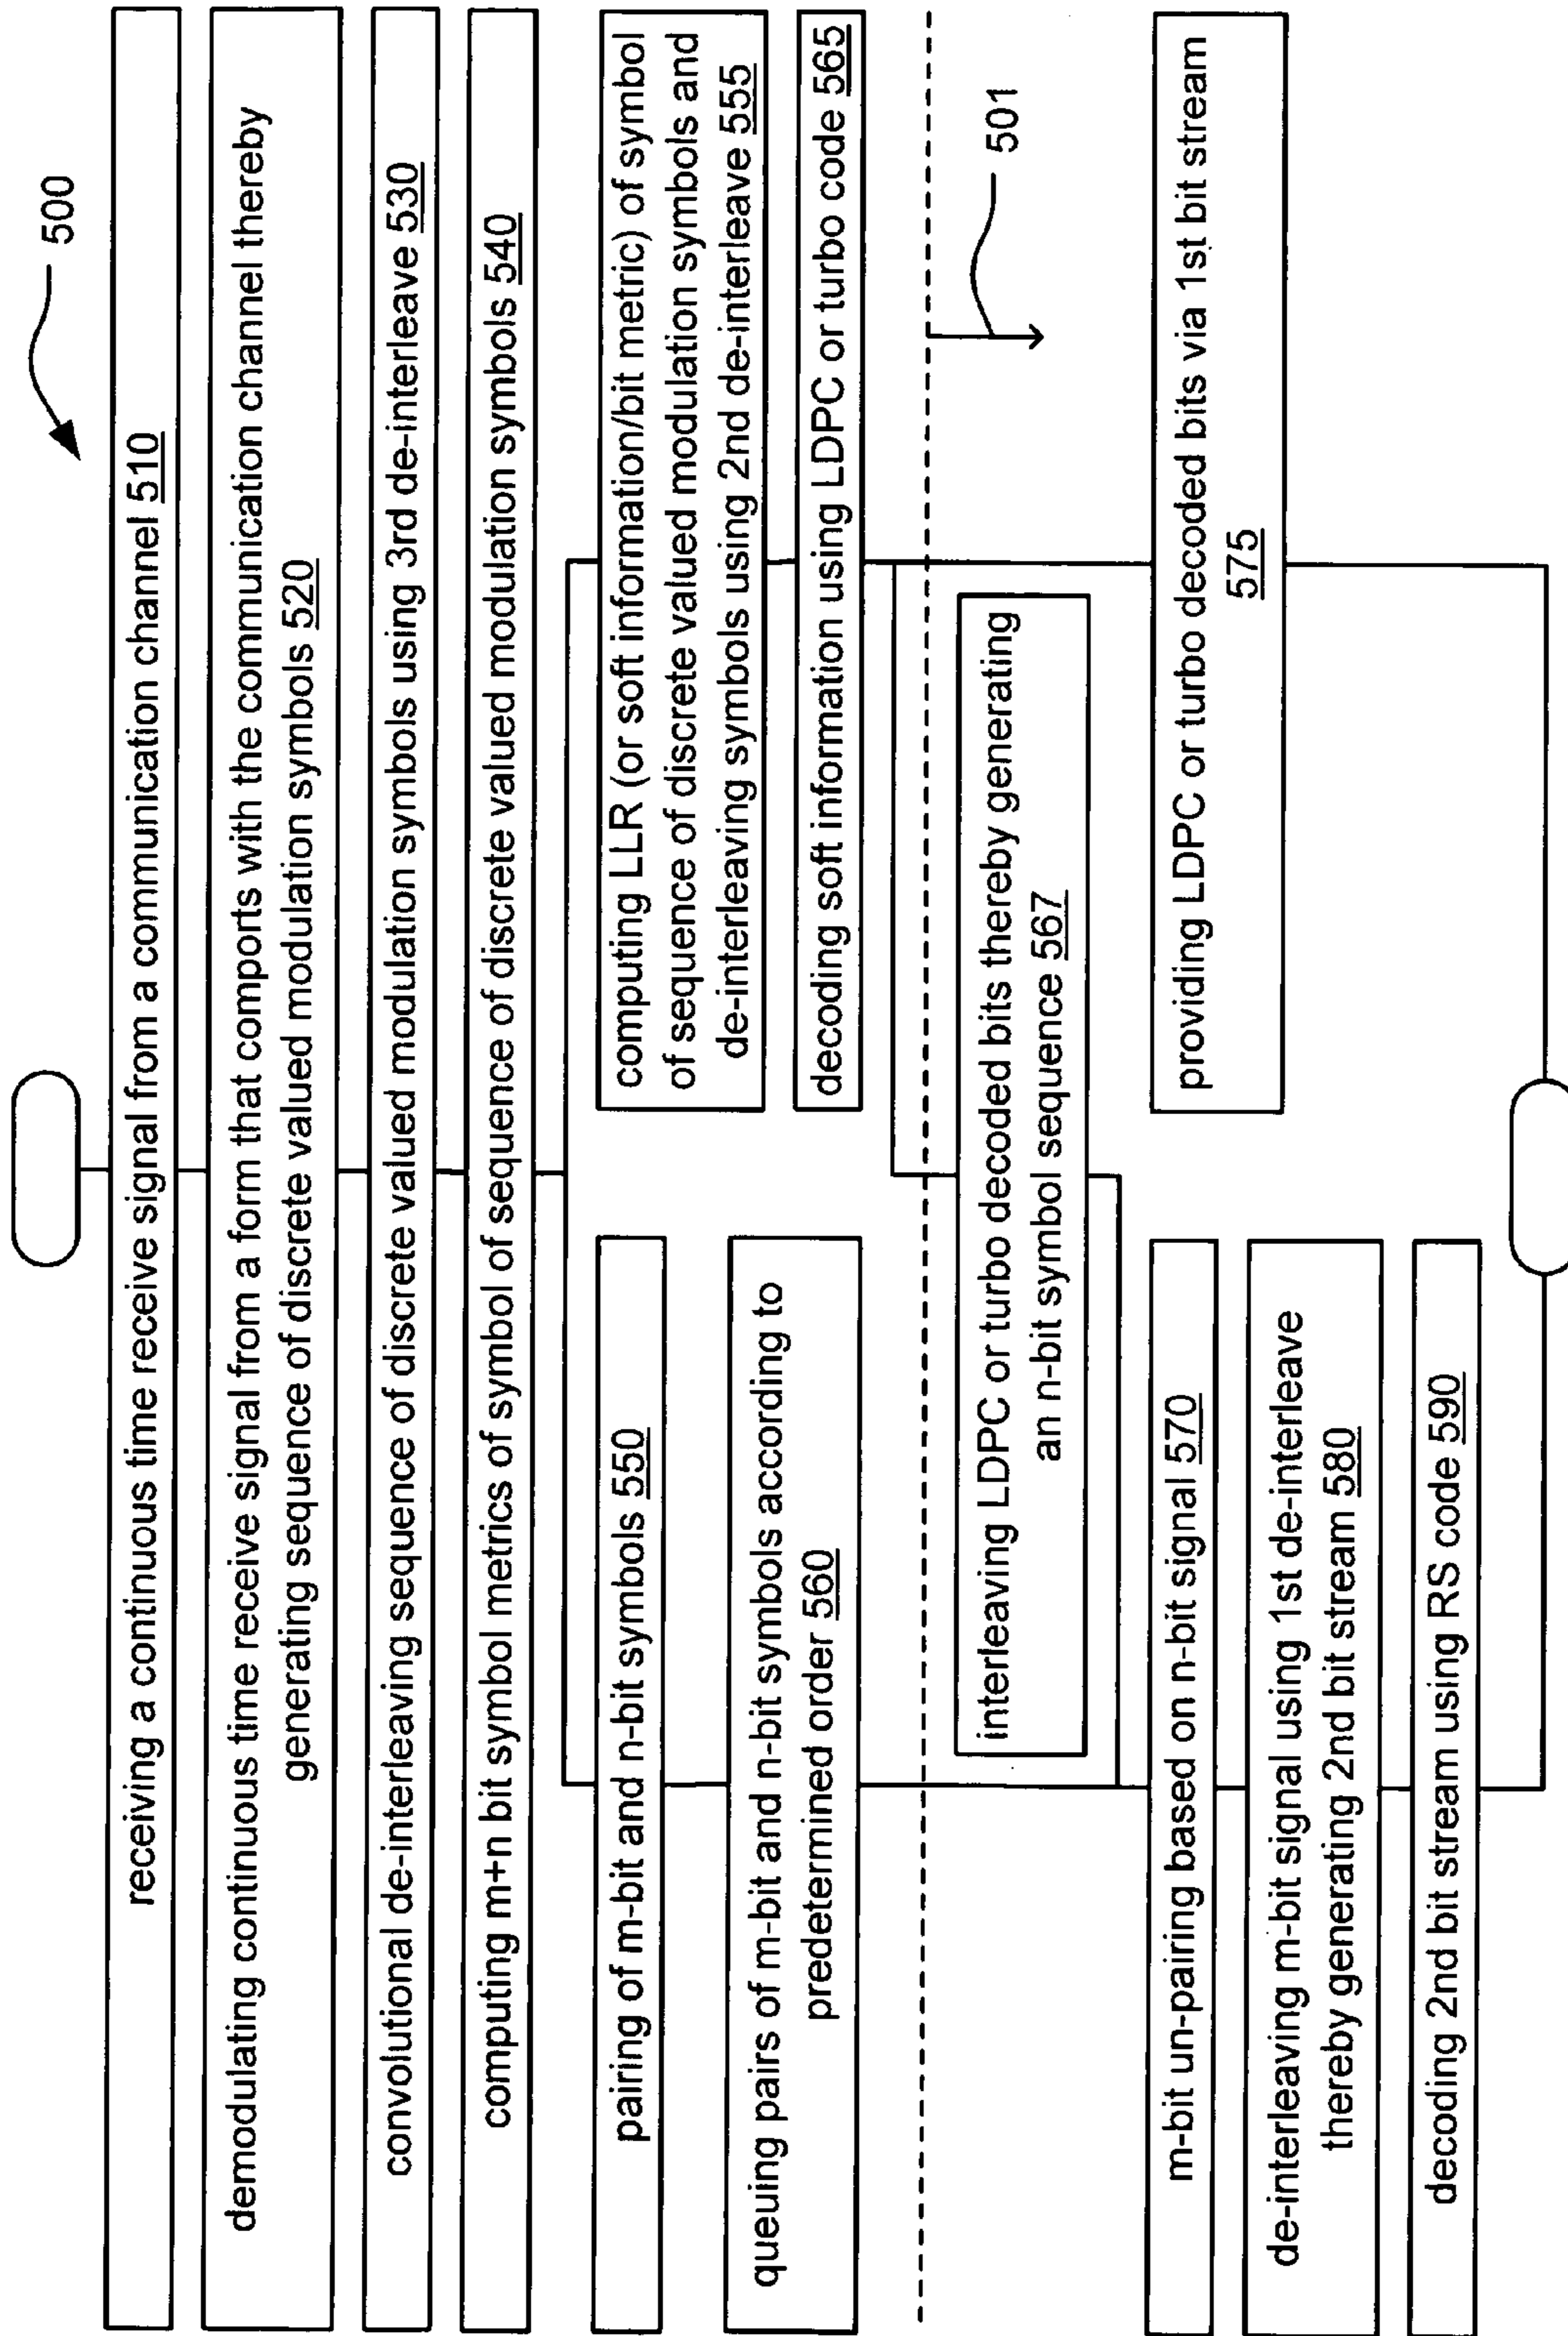 500
receiving a continuous time receive signal from a communication channel 510
demodulating continuous time receive signal from a form that comports with the communication channel thereby
generating sequence of discrete valued modulation symbols 520
convolutional de-interleaving sequence of discrete valued modulation symbols using 3rd de-interleave 530
computing m+n bit symbol metrics of symbol of sequence of discrete valued modulation symbols 540
pairing of m-bit and n-bit symbols 550
queuing pairs of m-bit and n-bit symbols according to
predetermined order 560
computing LLR (or soft information/bit metric) of symbol
of sequence of discrete valued modulation symbols and
de-interleaving symbols using 2nd de-interleave 555
decoding soft information using LDPC or turbo code 565
501
interleaving LDPC or turbo decoded bits thereby generating
an n-bit symbol sequence 567
m-bit un-pairing based on n-bit signal 570
de-interleaving m-bit signal using 1st de-interleave
thereby generating 2nd bit stream 580
decoding 2nd bit stream using RS code 590
providing LDPC or turbo decoded bits via 1st bit stream
575